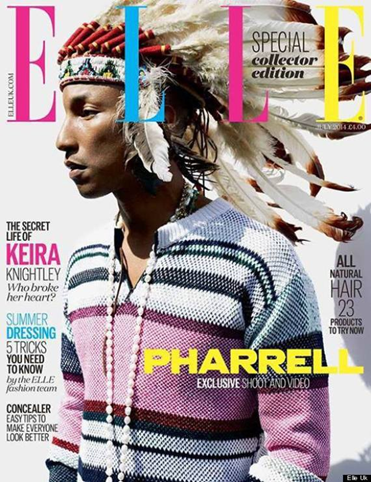 ELLE
ELLEUK.COM
SPECIAL
collector
edition
JULY 2014 £4.00
THE SECRET
LIFE OF
KEIRA
KNIGHTLEY
Who broke
her heart?
SUMMER
DRESSING
5 TRICKS
YOU NEED
TO KNOW
by the ELLE
fashion team
CONCEALER
EASY TIPS TO
MAKE EVERYONE
LOOK BETTER
ALL
NATURAL
HAIR
23
PRODUCTS
TO TRY NOW
PHARRELL
EXCLUSIVE SHOOT AND VIDEO
Elle Uk